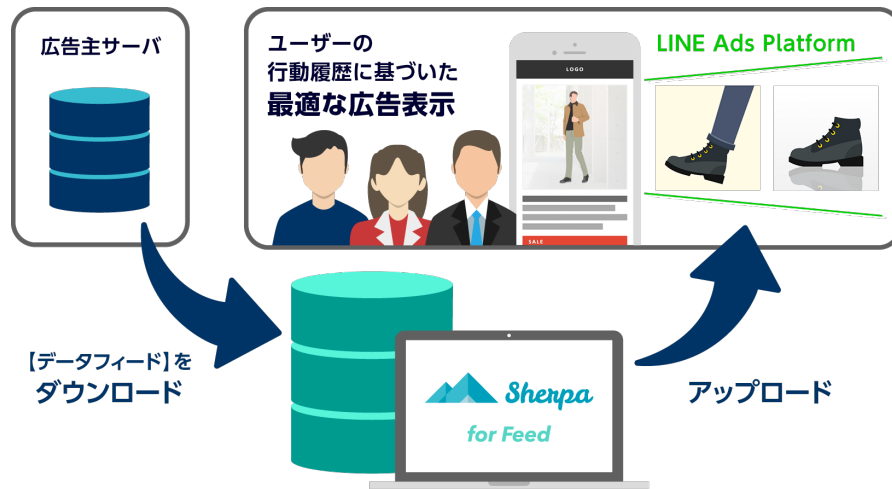 広告主サーバ
ユーザーの
行動履歴に基づいた
最適な広告表示
LOGO
SALE
LINE Ads Platform
【データフィード】を
ダウンロード
Sherpa
for Feed
アップロード